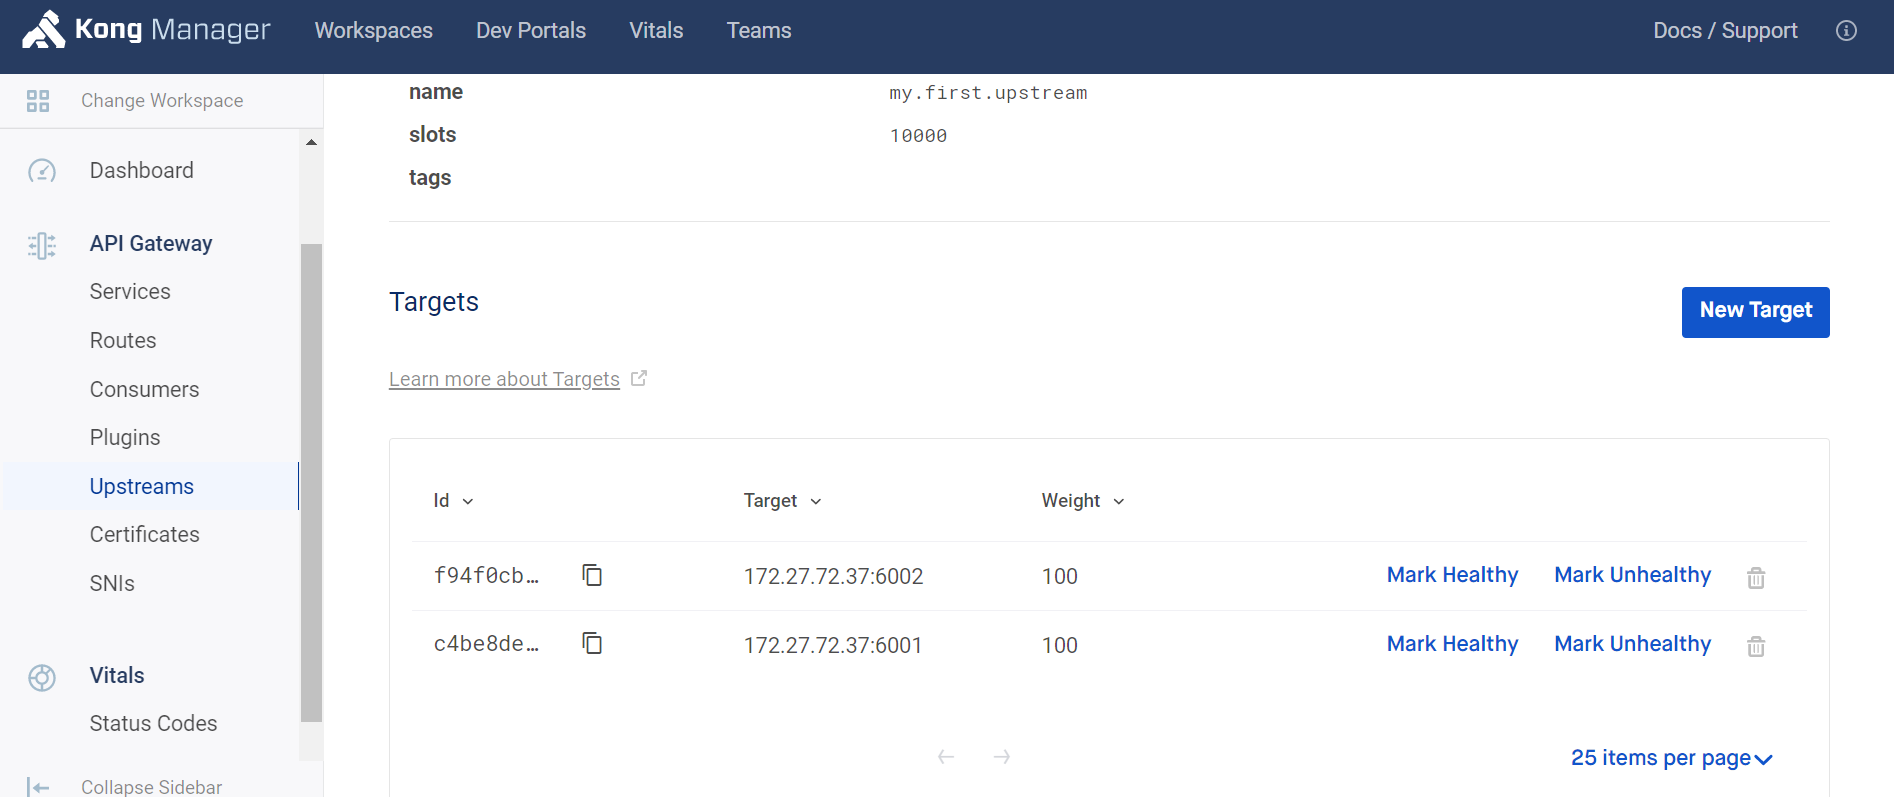 Kong Manager Workspaces Dev Portals Vitals Teams Docs / Support
Change Workspace
Dashboard
API Gateway
Services
Routes
Consumers
Plugins
Upstreams
Certificates
SNIs
Vitals
Status Codes
Collapse Sidebar
name my.first.upstream
slots 10000
tags
Targets
New Target
Learn more about Targets
Id Target Weight
f94f0cb… 172.27.72.37:6002 100 Mark Healthy Mark Unhealthy
c4be8de… 172.27.72.37:6001 100 Mark Healthy Mark Unhealthy
25 items per page